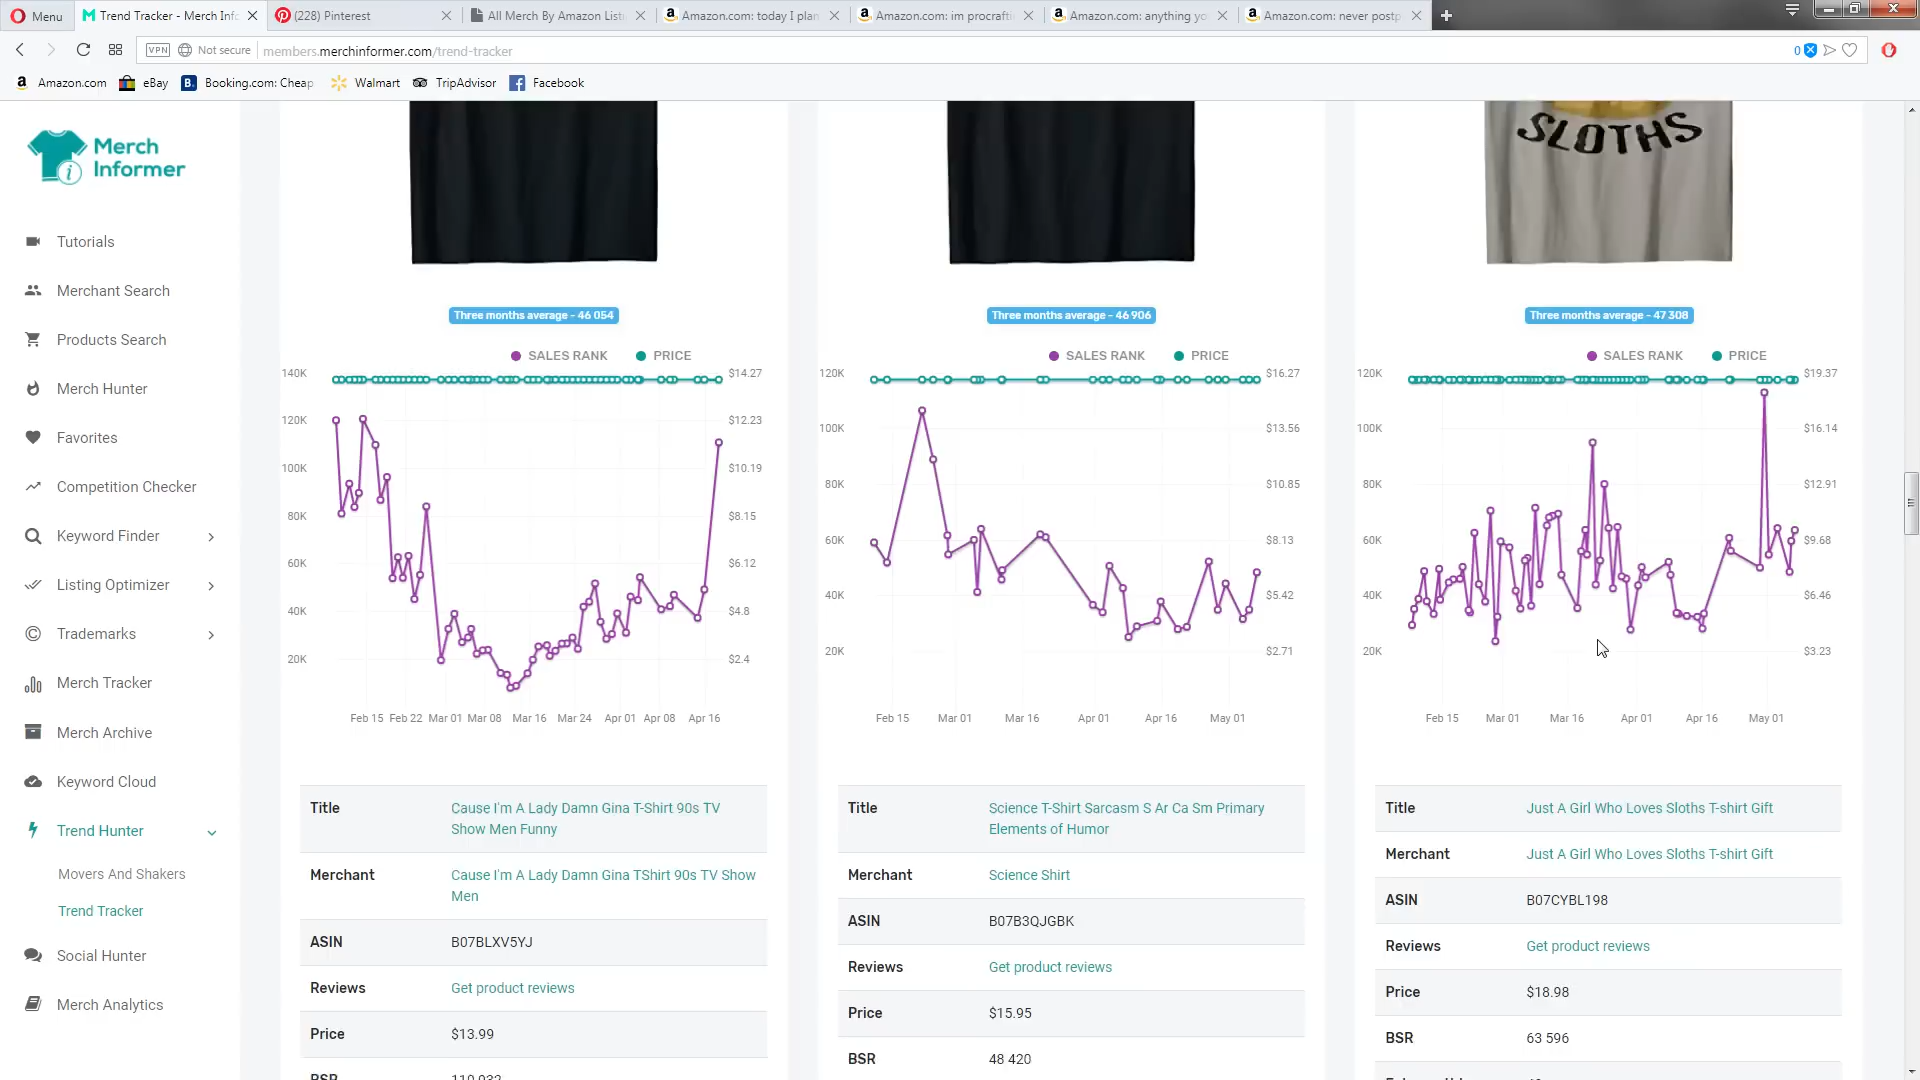 Menu
Trend Tracker - Merch Inf
(228) Pinterest
All Merch By Amazon List
Amazon.com: today I plan
Amazon.com: im procrafti
Amazon.com: anything yo
Amazon.com: never postp
VPN
Not secure
members.merchinformer.com/trend-tracker
0
Amazon.com
eBay
Booking.com: Cheap
Walmart
TripAdvisor
Facebook
Merch
Informer
Tutorials
Merchant Search
Products Search
Merch Hunter
Favorites
Competition Checker
Keyword Finder
Listing Optimizer
Trademarks
Merch Tracker
Merch Archive
Keyword Cloud
Trend Hunter
Movers And Shakers
Trend Tracker
Social Hunter
Merch Analytics
Three months average - 46 054
SALES RANK
PRICE
140K
120K
100K
80K
60K
40K
20K
$14.27
$12.23
$10.19
$8.15
$6.12
$4.8
$2.4
Feb 15 Feb 22 Mar 01 Mar 08 Mar 16 Mar 24 Apr 01 Apr 08 Apr 16
Title
Cause I'm A Lady Damn Gina T-Shirt 90s TV
Show Men Funny
Merchant
Cause I'm A Lady Damn Gina TShirt 90s TV Show
Men
ASIN
B07BLXV5YJ
Reviews
Get product reviews
Price
$13.99
BSR
110 032
Three months average - 46 906
SALES RANK
PRICE
120K
100K
80K
60K
40K
20K
$16.27
$13.56
$10.85
$8.13
$5.42
$2.71
Feb 15 Mar 01 Mar 16 Apr 01 Apr 16 May 01
Title
Science T-Shirt Sarcasm S Ar Ca Sm Primary
Elements of Humor
Merchant
Science Shirt
ASIN
B07B3QJGBK
Reviews
Get product reviews
Price
$15.95
BSR
48 420
SLOTHS
Three months average - 47 308
SALES RANK
PRICE
120K
100K
80K
60K
40K
20K
$19.37
$16.14
$12.91
$9.68
$6.46
$3.23
Feb 15 Mar 01 Mar 16 Apr 01 Apr 16 May 01
Title
Just A Girl Who Loves Sloths T-shirt Gift
Merchant
Just A Girl Who Loves Sloths T-shirt Gift
ASIN
B07CYBL198
Reviews
Get product reviews
Price
$18.98
BSR
63 596